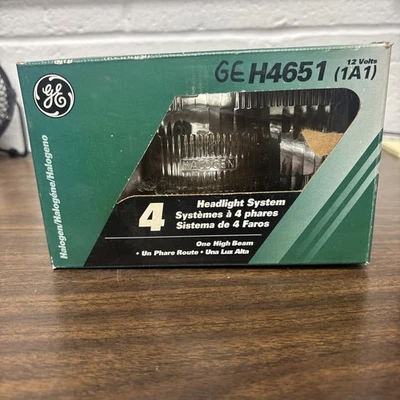 GE
12 Volts
GE H4651 (1A1)
Halogen/Halogène/Halogeno
HALOGEN
4 Headlight System
Systèmes à 4 phares
Sistema de 4 Faros
One High Beam
• Un Phare Route • Una Luz Alta